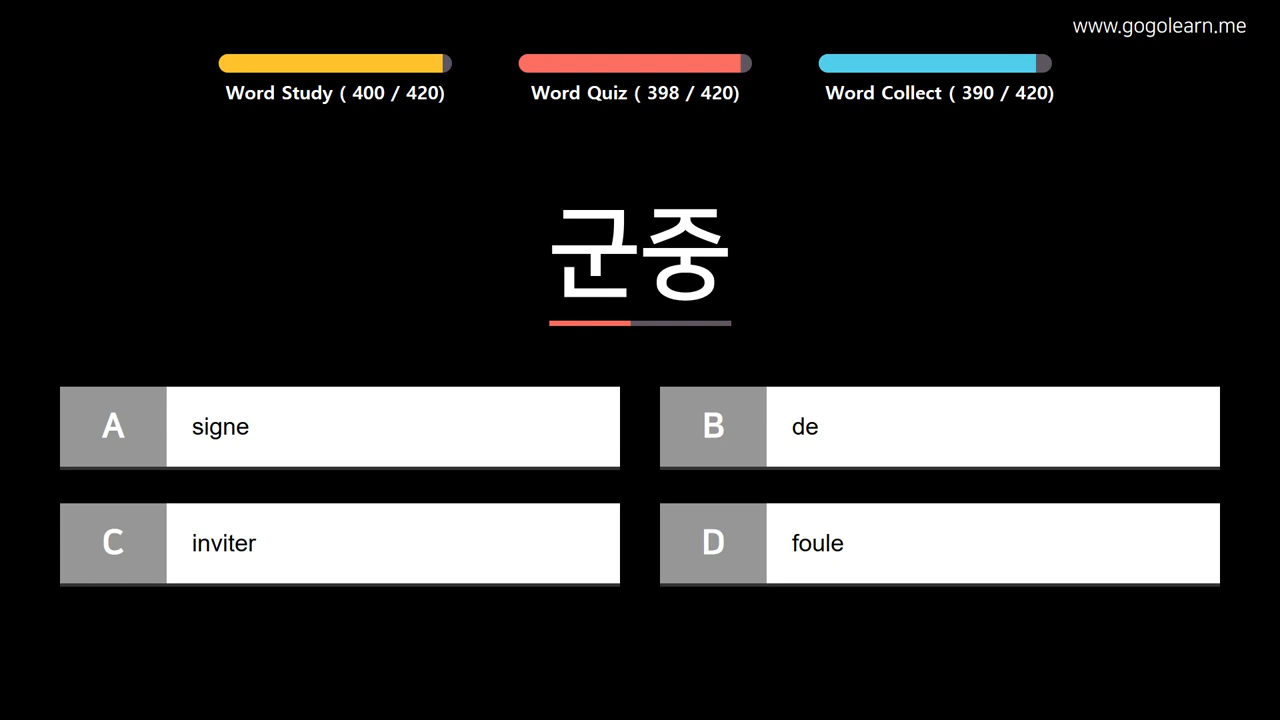 www.gogolearn.me
Word Study ( 400 / 420)
Word Quiz ( 398 / 420)
Word Collect ( 390 / 420)
군중
A signe
B de
C inviter
D foule